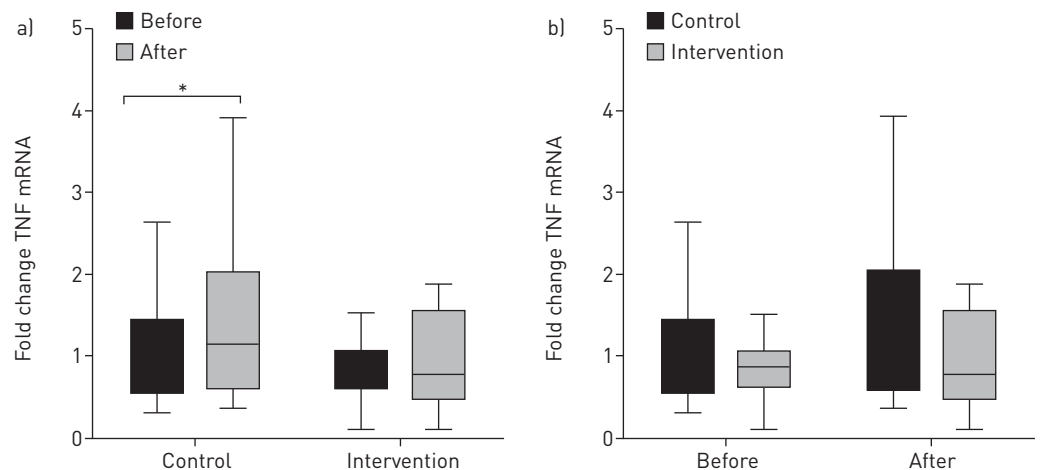 a)
Before
After
*
Fold change TNF mRNA
5
4
3
2
1
0
Control
Intervention
b)
Control
Intervention
Fold change TNF mRNA
5
4
3
2
1
0
Before
After